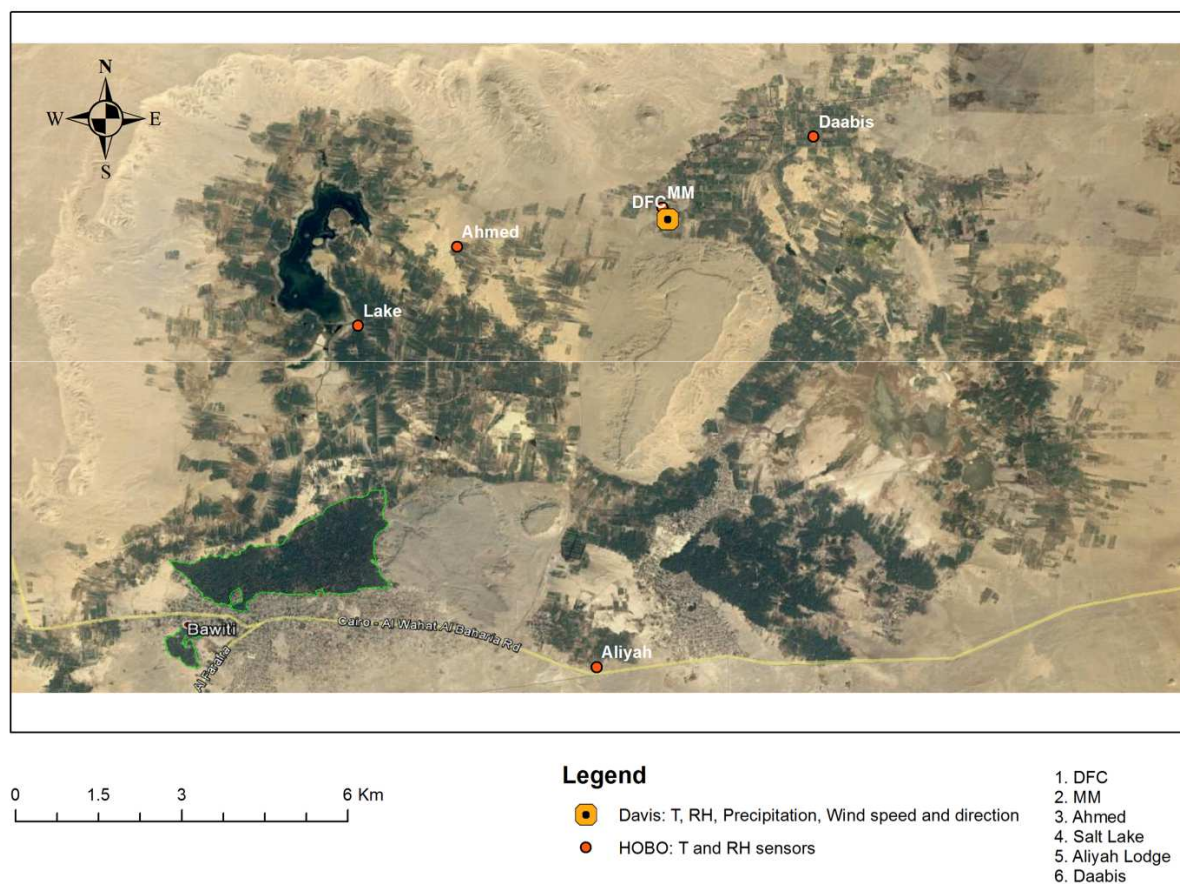 N
W E
S
Daabis
MM
DFC
Ahmed
Lake
Bawiti
Cairo - Al Wahat Al Baharia Rd
Aliyah
0 1.5 3 6 Km
Legend
Davis: T, RH, Precipitation, Wind speed and direction
HOBO: T and RH sensors
1. DFC
2. MM
3. Ahmed
4. Salt Lake
5. Aliyah Lodge
6. Daabis